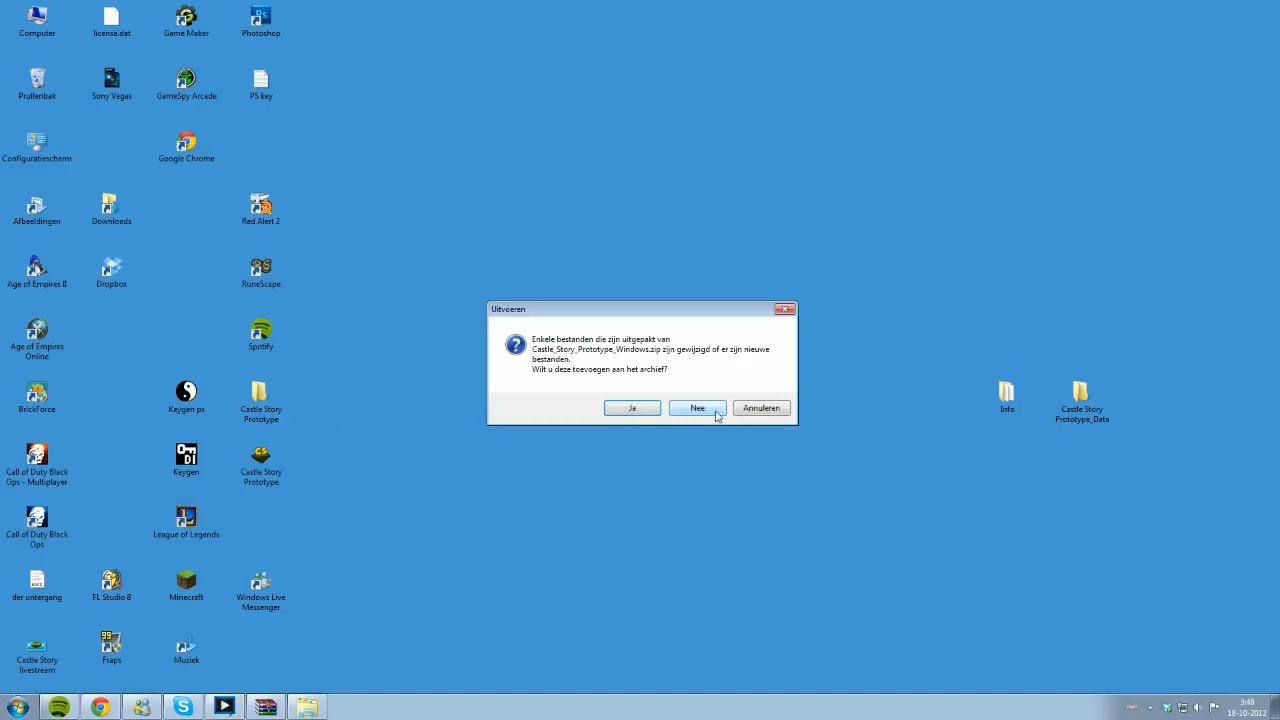 Computer
license.dat
Game Maker
Photoshop
Prullenbak
Sony Vegas
GameSpy Arcade
PS key
Configuratiescherm
Google Chrome
Afbeeldingen
Downloads
Red Alert 2
Age of Empires II
Dropbox
RuneScape
Age of Empires
Online
Spotify
BrickForce
Keygen ps
Castle Story
Prototype
Info
Castle Story
Prototype_Data
Call of Duty Black
Ops - Multiplayer
Keygen
Castle Story
Prototype
Call of Duty Black
Ops
League of Legends
der untergang
FL Studio 8
Minecraft
Windows Live
Messenger
Castle Story
livestream
Fraps
Muziek
Uitvoeren
Enkele bestanden die zijn uitgepakt van
Castle_Story_Prototype_Windows.zip zijn gewijzigd of er zijn nieuwe
bestanden.
Wilt u deze toevoegen aan het archief?
Ja
Nee
Annuleren
3:48
18-10-2012